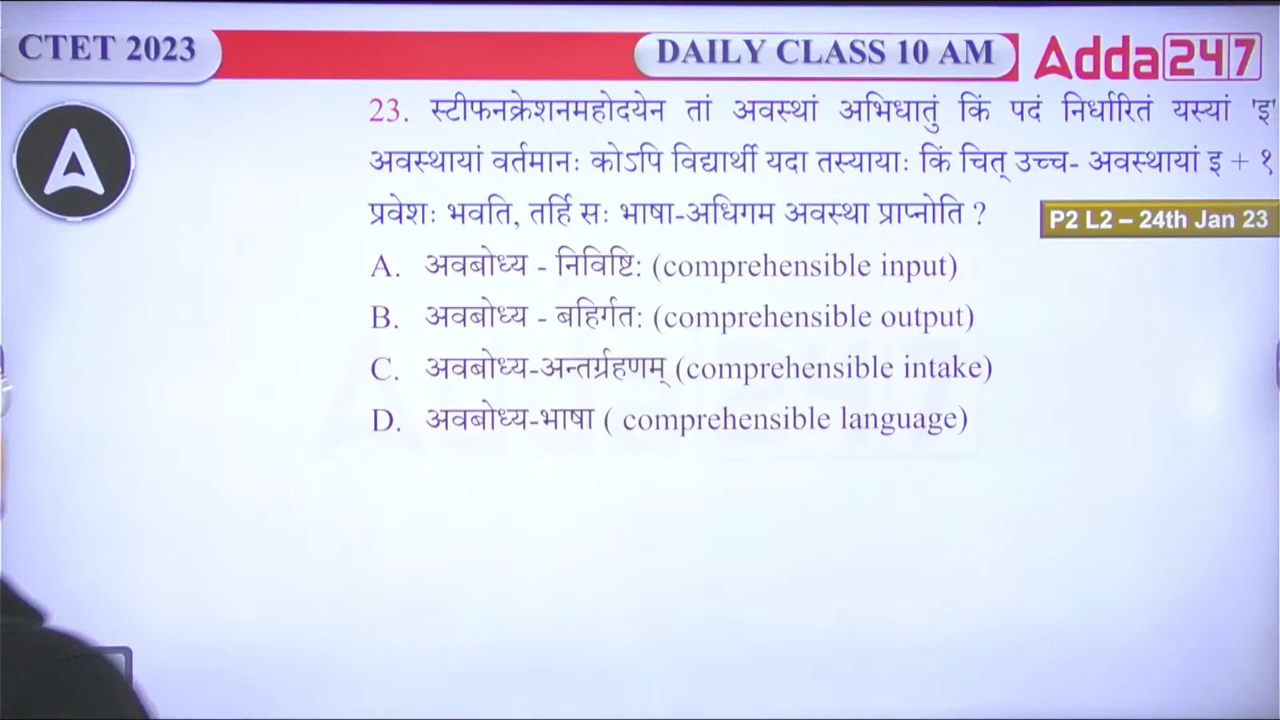 CTET 2023
DAILY CLASS 10 AM
Adda247
23. स्टीफनक्रेशनमहोदयेन तां अवस्थां अभिधातुं किं पदं निर्धारितं यस्यां 'इ'
अवस्थायां वर्तमानः कोऽपि विद्यार्थी यदा तस्यायाः किं चित् उच्च- अवस्थायां इ + १
प्रवेशः भवति, तर्हि सः भाषा-अधिगम अवस्था प्राप्नोति ?
P2 L2 – 24th Jan 23
A. अवबोध्य - निविष्टि: (comprehensible input)
B. अवबोध्य - बहिर्गत: (comprehensible output)
C. अवबोध्य-अन्तर्ग्रहणम् (comprehensible intake)
D. अवबोध्य-भाषा ( comprehensible language)